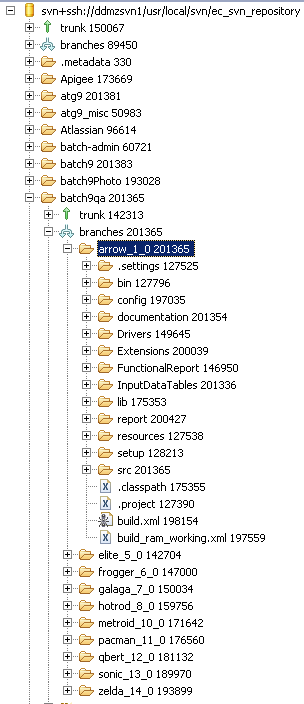 svn+ssh://ddmzsvn1/usr/local/svn/ec_svn_repository
trunk 150067
branches 89450
.metadata 330
Apigee 173669
atg9 201381
atg9_misc 50983
Atlassian 96614
batch-admin 60721
batch9 201383
batch9Photo 193028
batch9qa 201365
trunk 142313
branches 201365
arrow_1_0 201365
.settings 127525
bin 127796
config 197035
documentation 201354
Drivers 149645
Extensions 200039
FunctionalReport 146950
InputDataTables 201336
lib 175353
report 200427
resources 127538
setup 128213
src 201365
.classpath 175355
.project 127390
build.xml 198154
build_ram_working.xml 197559
elite_5_0 142704
frogger_6_0 147000
galaga_7_0 150034
hotrod_8_0 159756
metroid_10_0 171642
pacman_11_0 176560
qbert_12_0 181132
sonic_13_0 189970
zelda_14_0 193899